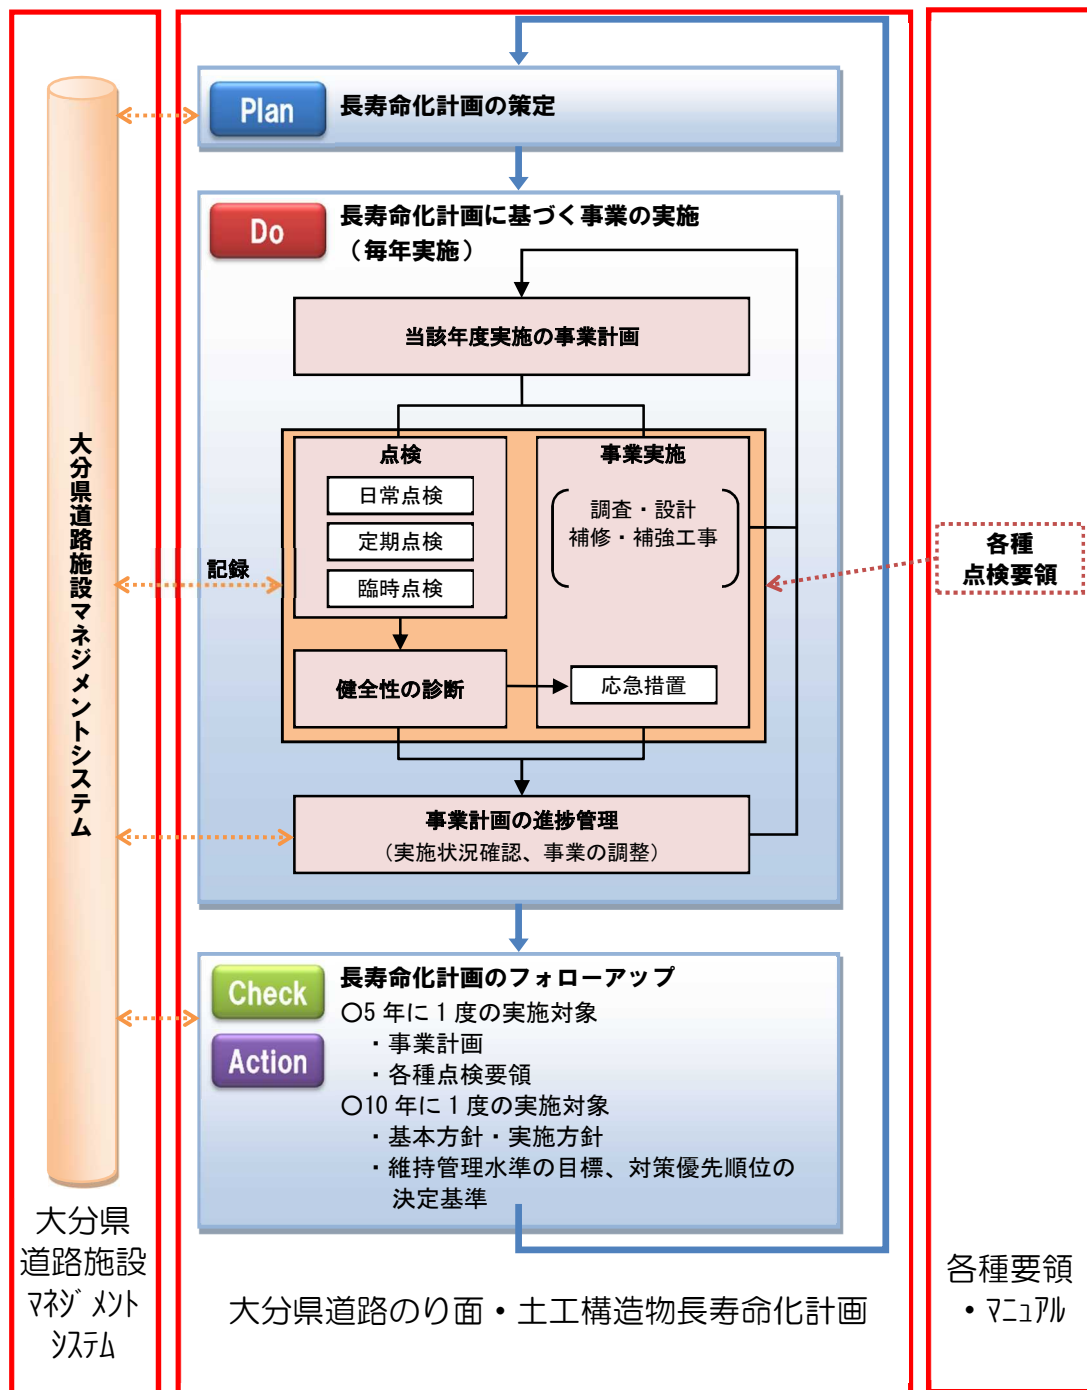 Plan
長寿命化計画の策定
Do
長寿命化計画に基づく事業の実施
（毎年実施）
当該年度実施の事業計画
点検
日常点検
定期点検
臨時点検
健全性の診断
事業実施
調査・設計
補修・補強工事
応急措置
事業計画の進捗管理
（実施状況確認、事業の調整）
記録
大分県道路施設マネジメントシステム
各種
点検要領
Check
Action
長寿命化計画のフォローアップ
○5年に1度の実施対象
・事業計画
・各種点検要領
○10年に1度の実施対象
・基本方針・実施方針
・維持管理水準の目標、対策優先順位の
決定基準
大分県
道路施設
ﾏﾈｼﾞﾒﾝﾄ
ｼｽﾃﾑ
大分県道路のり面・土工構造物長寿命化計画
各種要領
・ﾏﾆｭｱﾙ